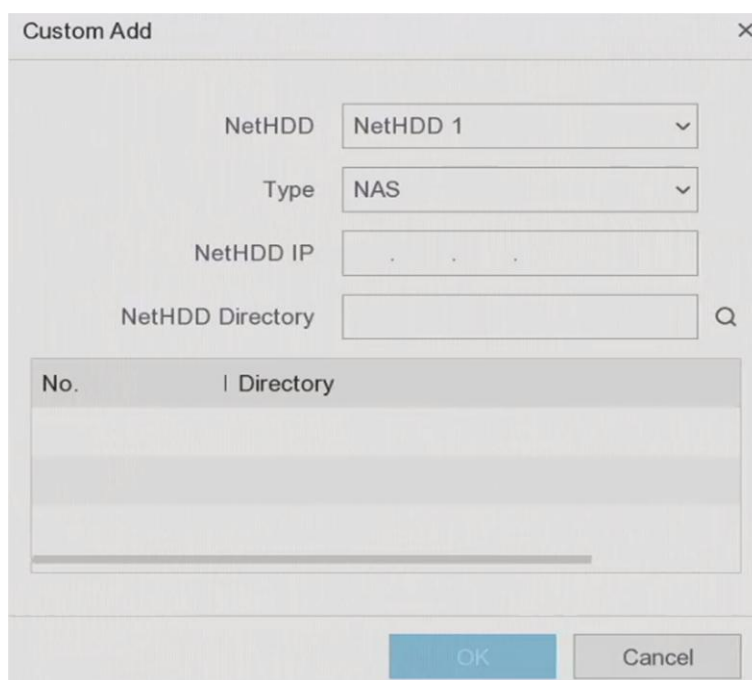 Custom Add
NetHDD NetHDD 1
Type NAS
NetHDD IP . . .
NetHDD Directory
No. Directory
OK Cancel